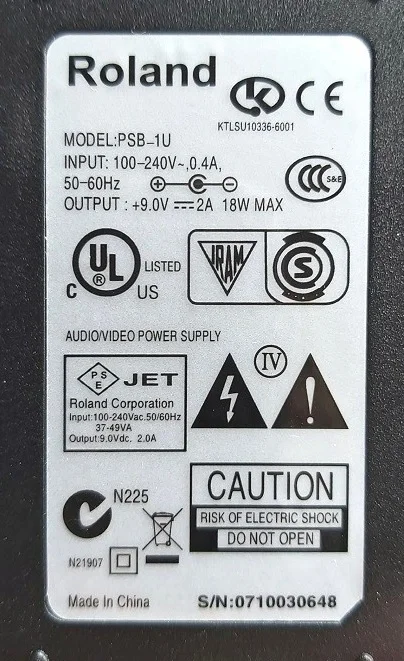 Roland
K CE
KTLSU10336-6001
MODEL:PSB-1U
INPUT: 100-240V~,0.4A,
50-60Hz
CCC S&E
OUTPUT : +9.0V 2A 18W MAX
C UL ® LISTED US
IRAM S
AUDIO/VIDEO POWER SUPPLY
PSE JET
IV
Roland Corporation
Input:100-240Vac.50/60Hz
37-49VA
Output:9.0Vdc. 2.0A
CAUTION
RISK OF ELECTRIC SHOCK
DO NOT OPEN
N225
N21907
Made In China
S/N:0710030648